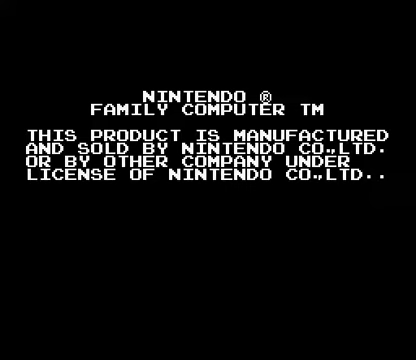 NINTENDO ®
FAMILY COMPUTER TM
THIS PRODUCT IS MANUFACTURED
AND SOLD BY NINTENDO CO.,LTD.
OR BY OTHER COMPANY UNDER
LICENSE OF NINTENDO CO.,LTD..